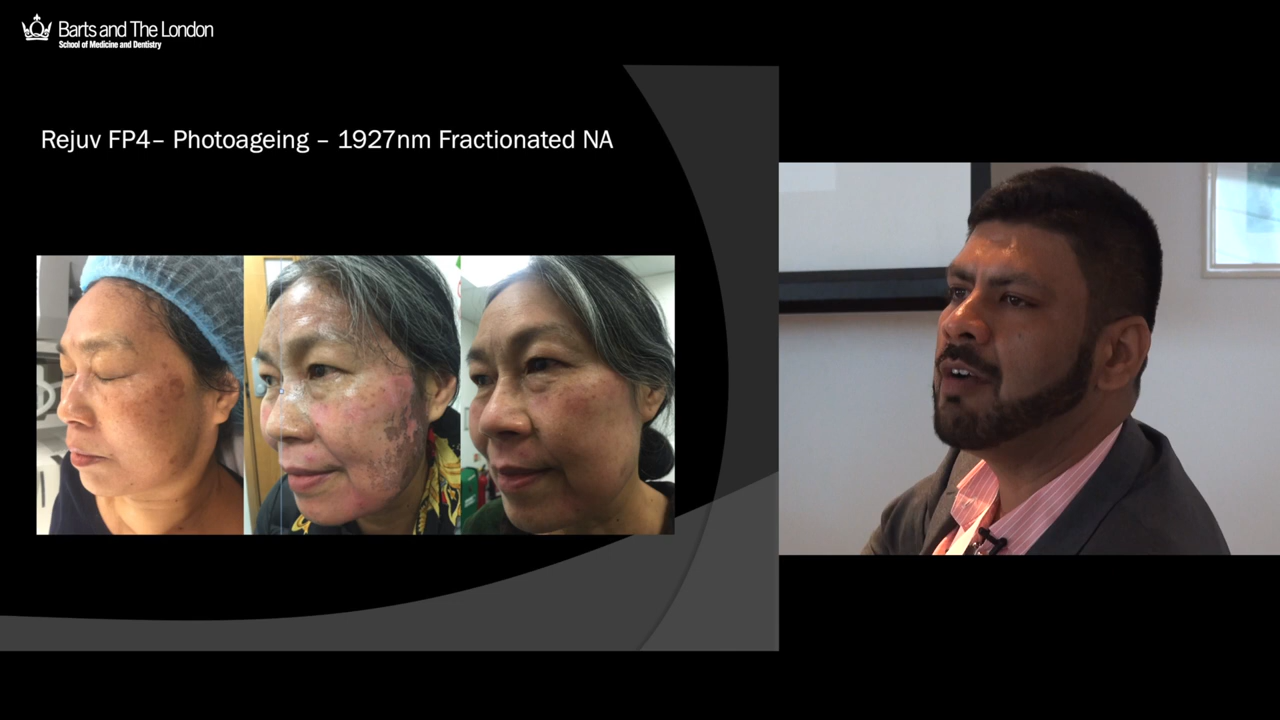 Barts and The London
School of Medicine and Dentistry
Rejuv FP4– Photoageing – 1927nm Fractionated NA